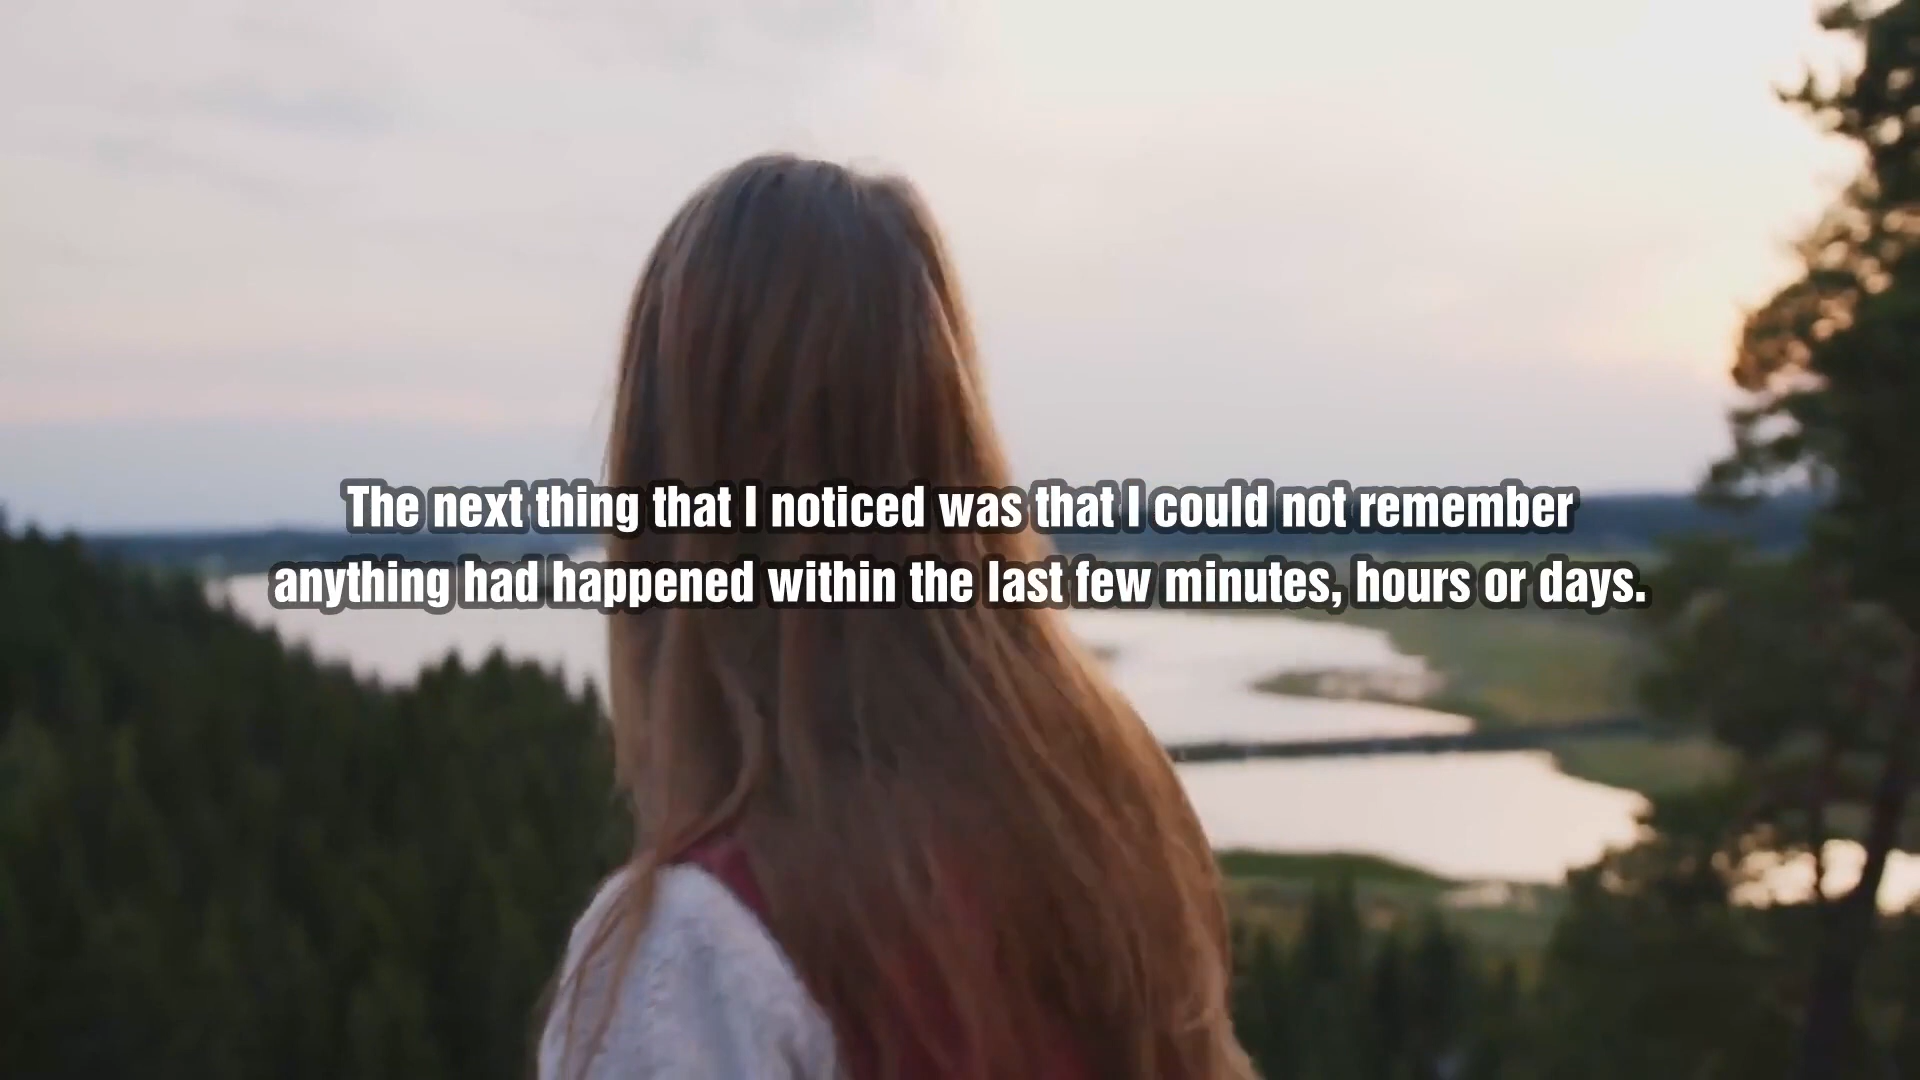 The next thing that I noticed was that I could not remember
anything had happened within the last few minutes, hours or days.